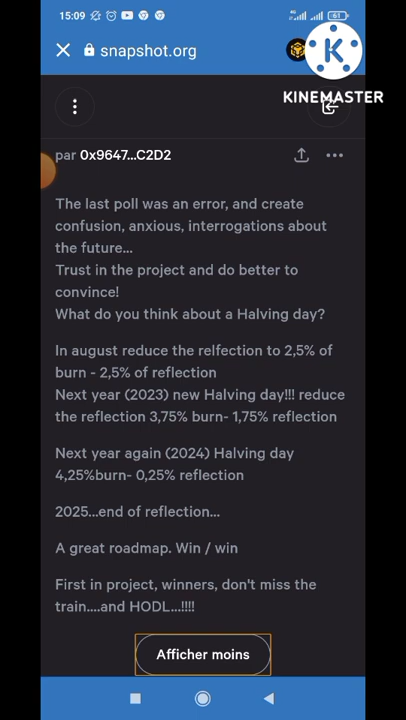 15:09
4G
61
snapshot.org
K
KINEMASTER
par 0x9647...C2D2
The last poll was an error, and create
confusion, anxious, interrogations about
the future...
Trust in the project and do better to
convince!
What do you think about a Halving day?
In august reduce the relfection to 2,5% of
burn - 2,5% of reflection
Next year (2023) new Halving day!!! reduce
the reflection 3,75% burn- 1,75% reflection
Next year again (2024) Halving day
4,25%burn- 0,25% reflection
2025...end of reflection...
A great roadmap. Win / win
First in project, winners, don't miss the
train....and HODL...!!!!
Afficher moins